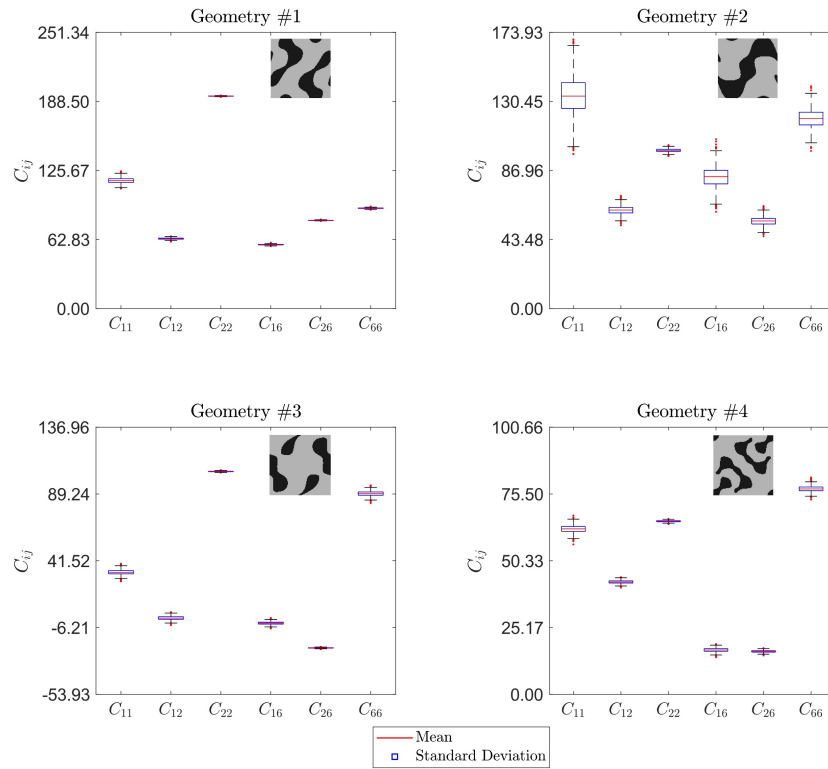 Geometry #1
251.34
188.50
125.67
62.83
0.00
C_{ij}
C_{11} C_{12} C_{22} C_{16} C_{26} C_{66}
Geometry #2
173.93
130.45
86.96
43.48
0.00
C_{ij}
C_{11} C_{12} C_{22} C_{16} C_{26} C_{66}
Geometry #3
136.96
89.24
41.52
-6.21
-53.93
C_{ij}
C_{11} C_{12} C_{22} C_{16} C_{26} C_{66}
Geometry #4
100.66
75.50
50.33
25.17
0.00
C_{ij}
C_{11} C_{12} C_{22} C_{16} C_{26} C_{66}
Mean
Standard Deviation